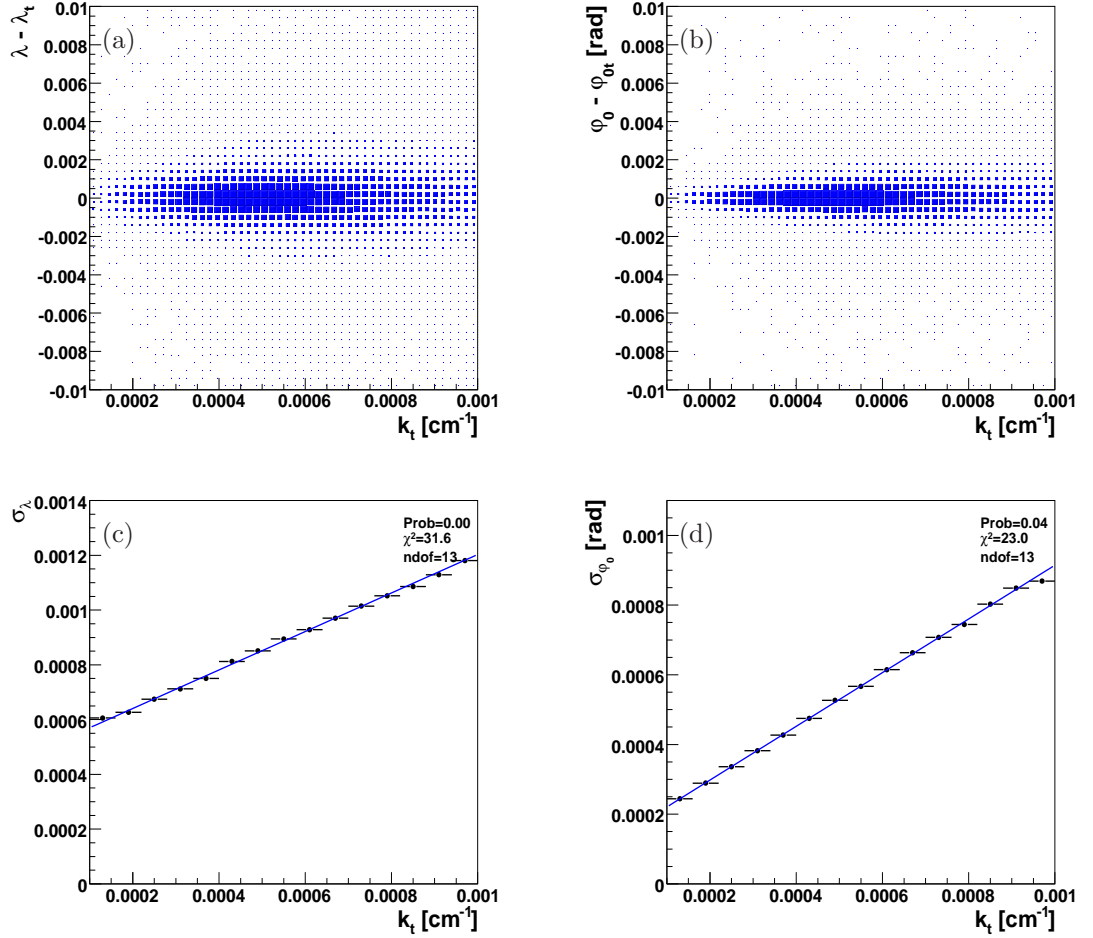 λ - λt
(a)
0.01
0.008
0.006
0.004
0.002
0
-0.002
-0.004
-0.006
-0.008
-0.01
0.0002 0.0004 0.0006 0.0008 0.001
kt [cm-1]
φ0 - φ0t [rad]
(b)
0.01
0.008
0.006
0.004
0.002
0
-0.002
-0.004
-0.006
-0.008
-0.01
0.0002 0.0004 0.0006 0.0008 0.001
kt [cm-1]
σλ
(c)
Prob=0.00
χ²=31.6
ndof=13
0.0014
0.0012
0.001
0.0008
0.0006
0.0004
0.0002
0
0.0002 0.0004 0.0006 0.0008 0.001
kt [cm-1]
σφ0 [rad]
(d)
Prob=0.04
χ²=23.0
ndof=13
0.001
0.0008
0.0006
0.0004
0.0002
0
0.0002 0.0004 0.0006 0.0008 0.001
kt [cm-1]